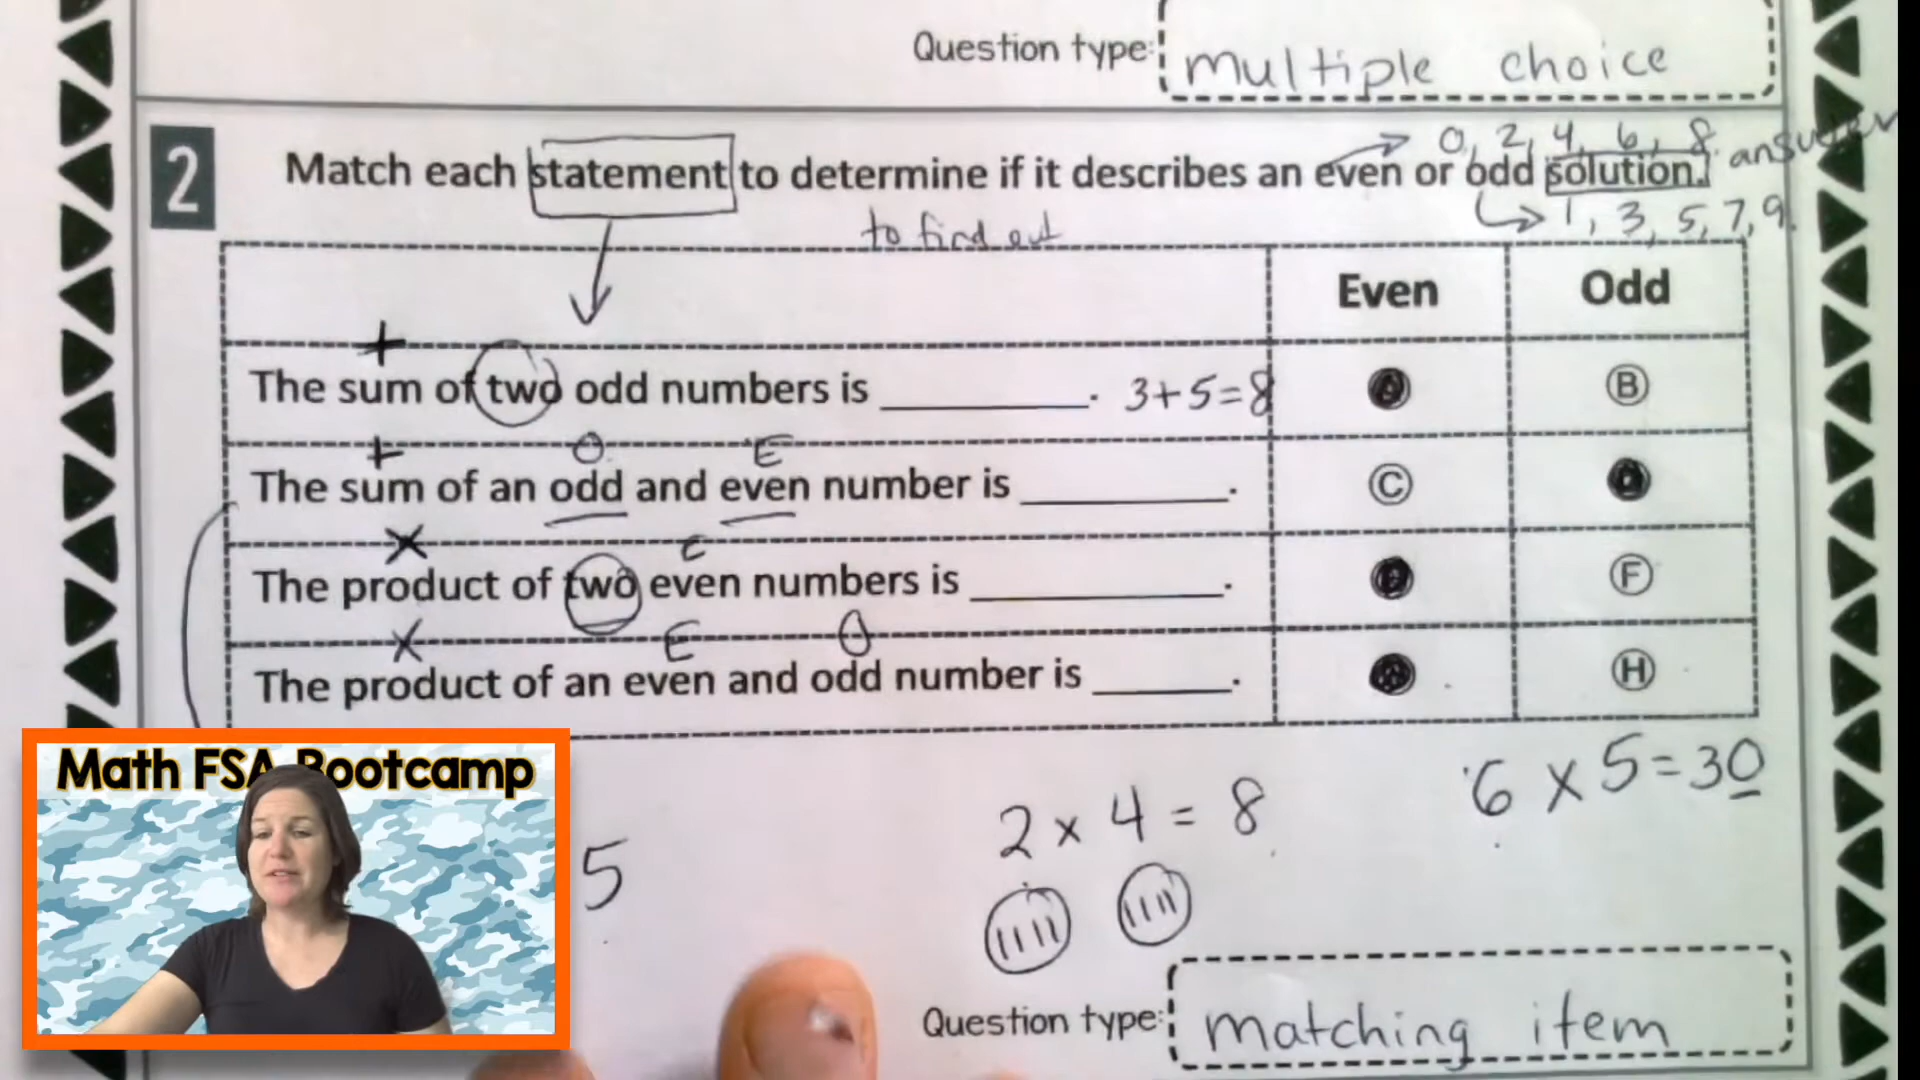 Question type: multiple choice
0, 2, 4, 6, 8 answer
2 Match each statement to determine if it describes an even or odd solution.
to find out 1, 3, 5, 7, 9
Even Odd
+
The sum of two odd numbers is ________. 3+5=8 B
+ O E
The sum of an odd and even number is ________. C
X E
The product of two even numbers is ________. F
X E O
The product of an even and odd number is ________. H
Math FSA Bootcamp
6 x 5=30
2 x 4 = 8
5
Question type: matching item